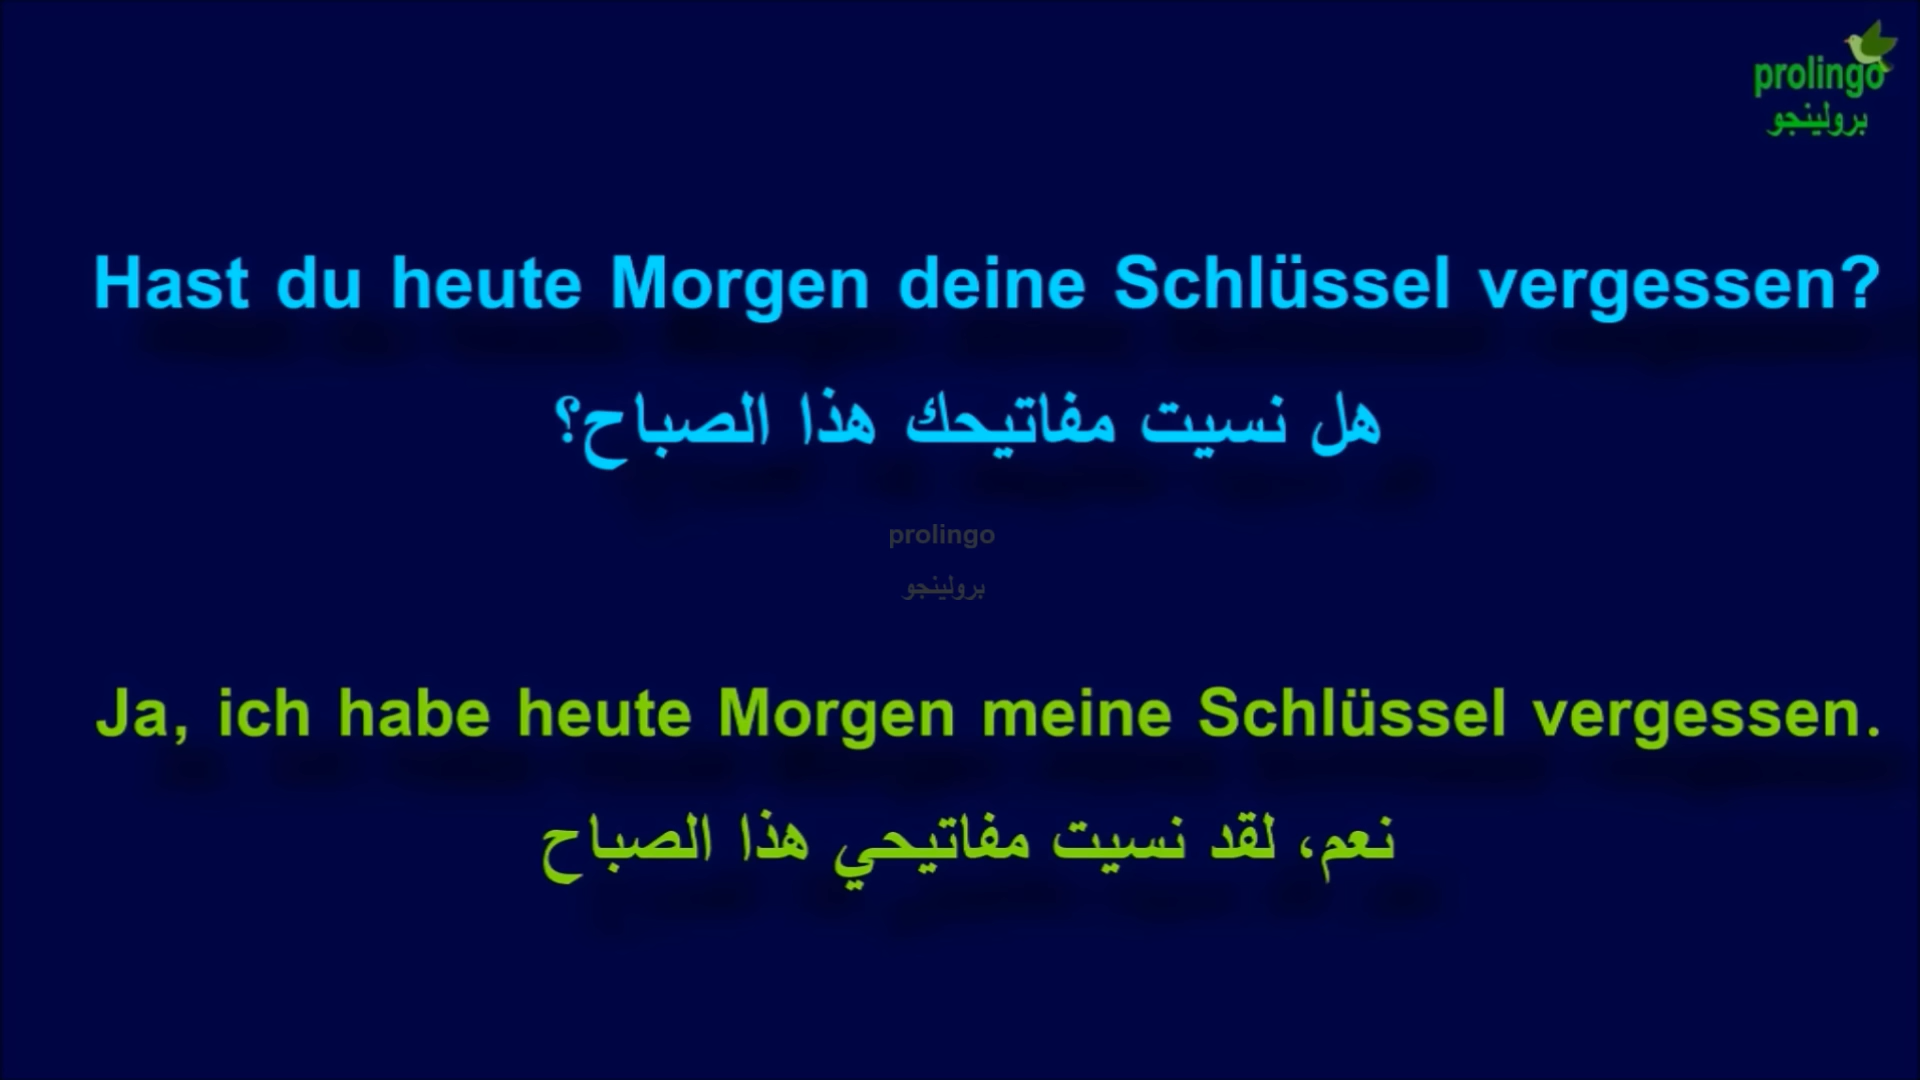 prolingo
برولينجو
Hast du heute Morgen deine Schlüssel vergessen?
هل نسيت مفاتيحك هذا الصباح؟
prolingo
برولينجو
Ja, ich habe heute Morgen meine Schlüssel vergessen.
نعم، لقد نسيت مفاتيحي هذا الصباح